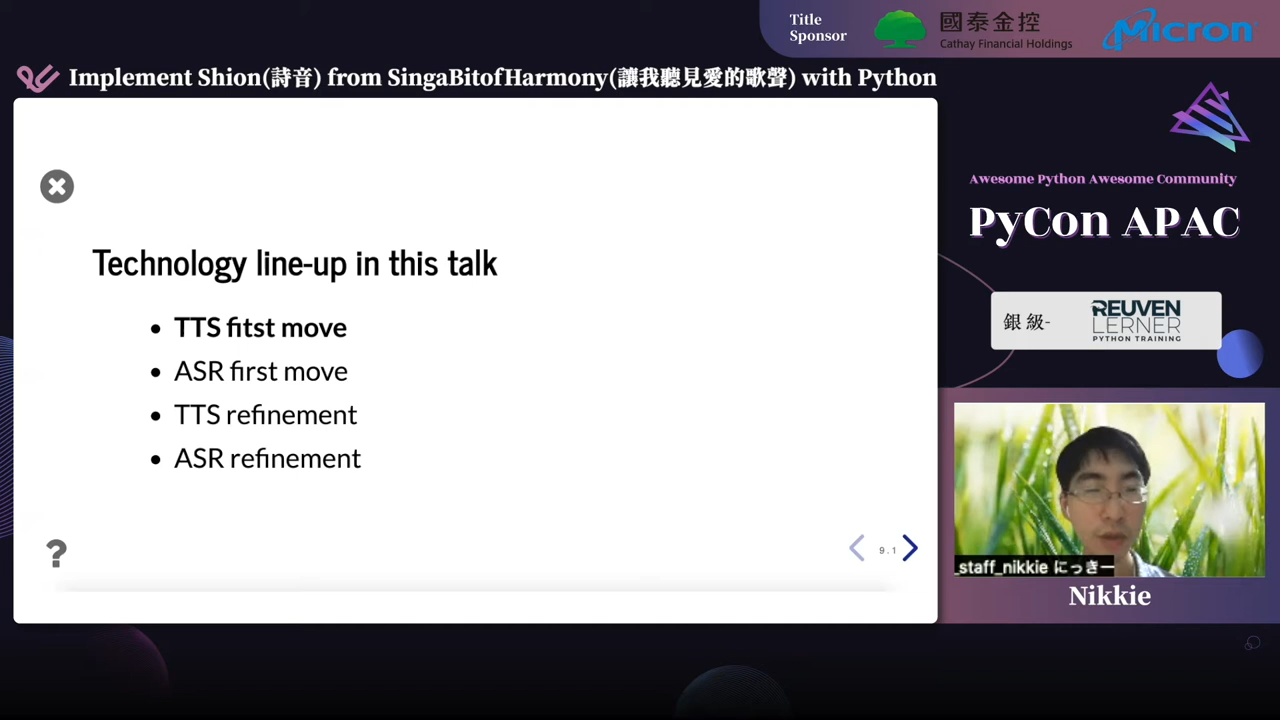 Title
Sponsor
國泰金控
Cathay Financial Holdings
Micron
Implement Shion(詩音) from SingaBitofHarmony(讓我聽見愛的歌聲) with Python
Technology line-up in this talk
TTS fitst move
ASR first move
TTS refinement
ASR refinement
?
9.1
Awesome Python Awesome Community
PyCon APAC
銀級-
REUVEN
LERNER
PYTHON TRAINING
_staff_nikkie にっきー
Nikkie